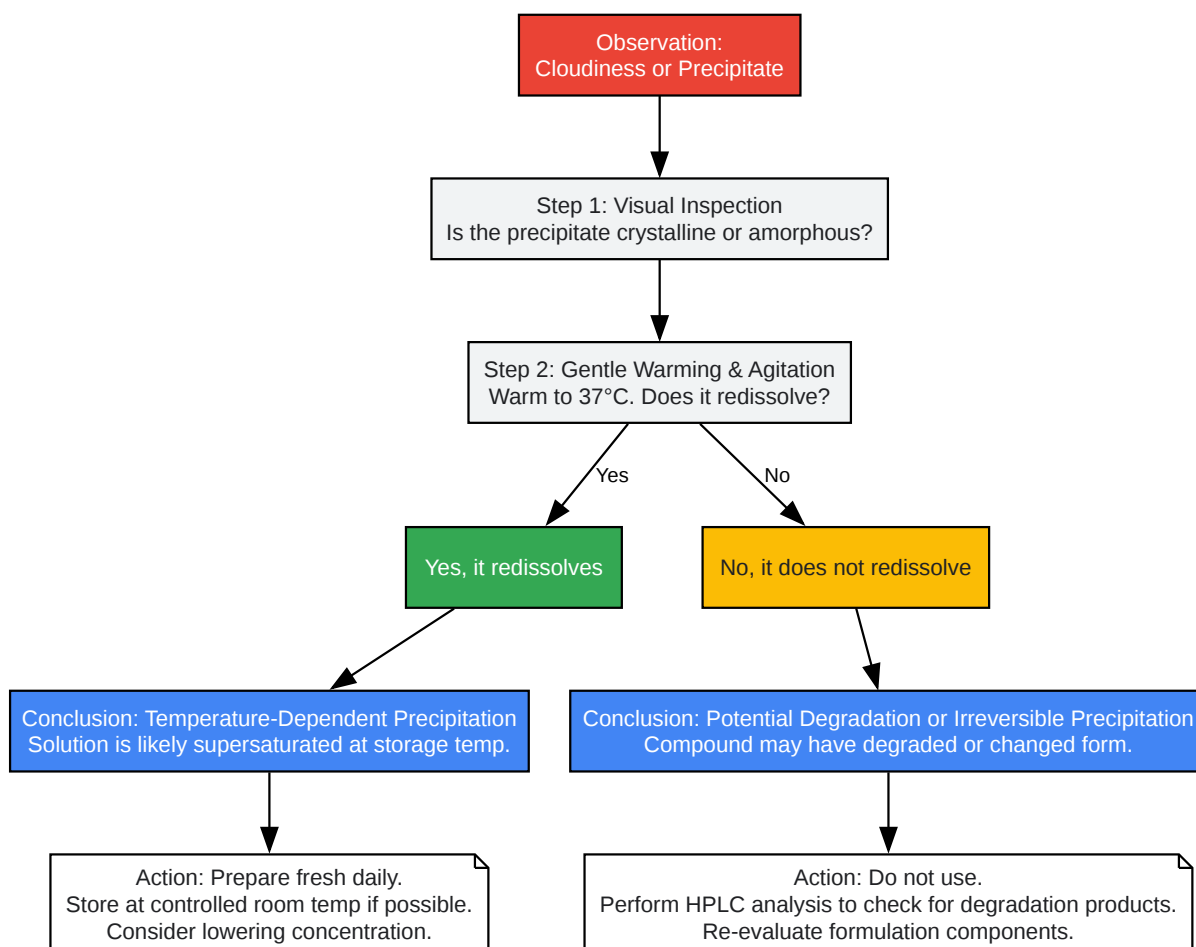 Observation:
Cloudiness or Precipitate
Step 1: Visual Inspection
Is the precipitate crystalline or amorphous?
Step 2: Gentle Warming & Agitation
Warm to 37°C. Does it redissolve?
Yes
No
Yes, it redissolves
No, it does not redissolve
Conclusion: Temperature-Dependent Precipitation
Solution is likely supersaturated at storage temp.
Conclusion: Potential Degradation or Irreversible Precipitation
Compound may have degraded or changed form.
Action: Prepare fresh daily.
Store at controlled room temp if possible.
Consider lowering concentration.
Action: Do not use.
Perform HPLC analysis to check for degradation products.
Re-evaluate formulation components.